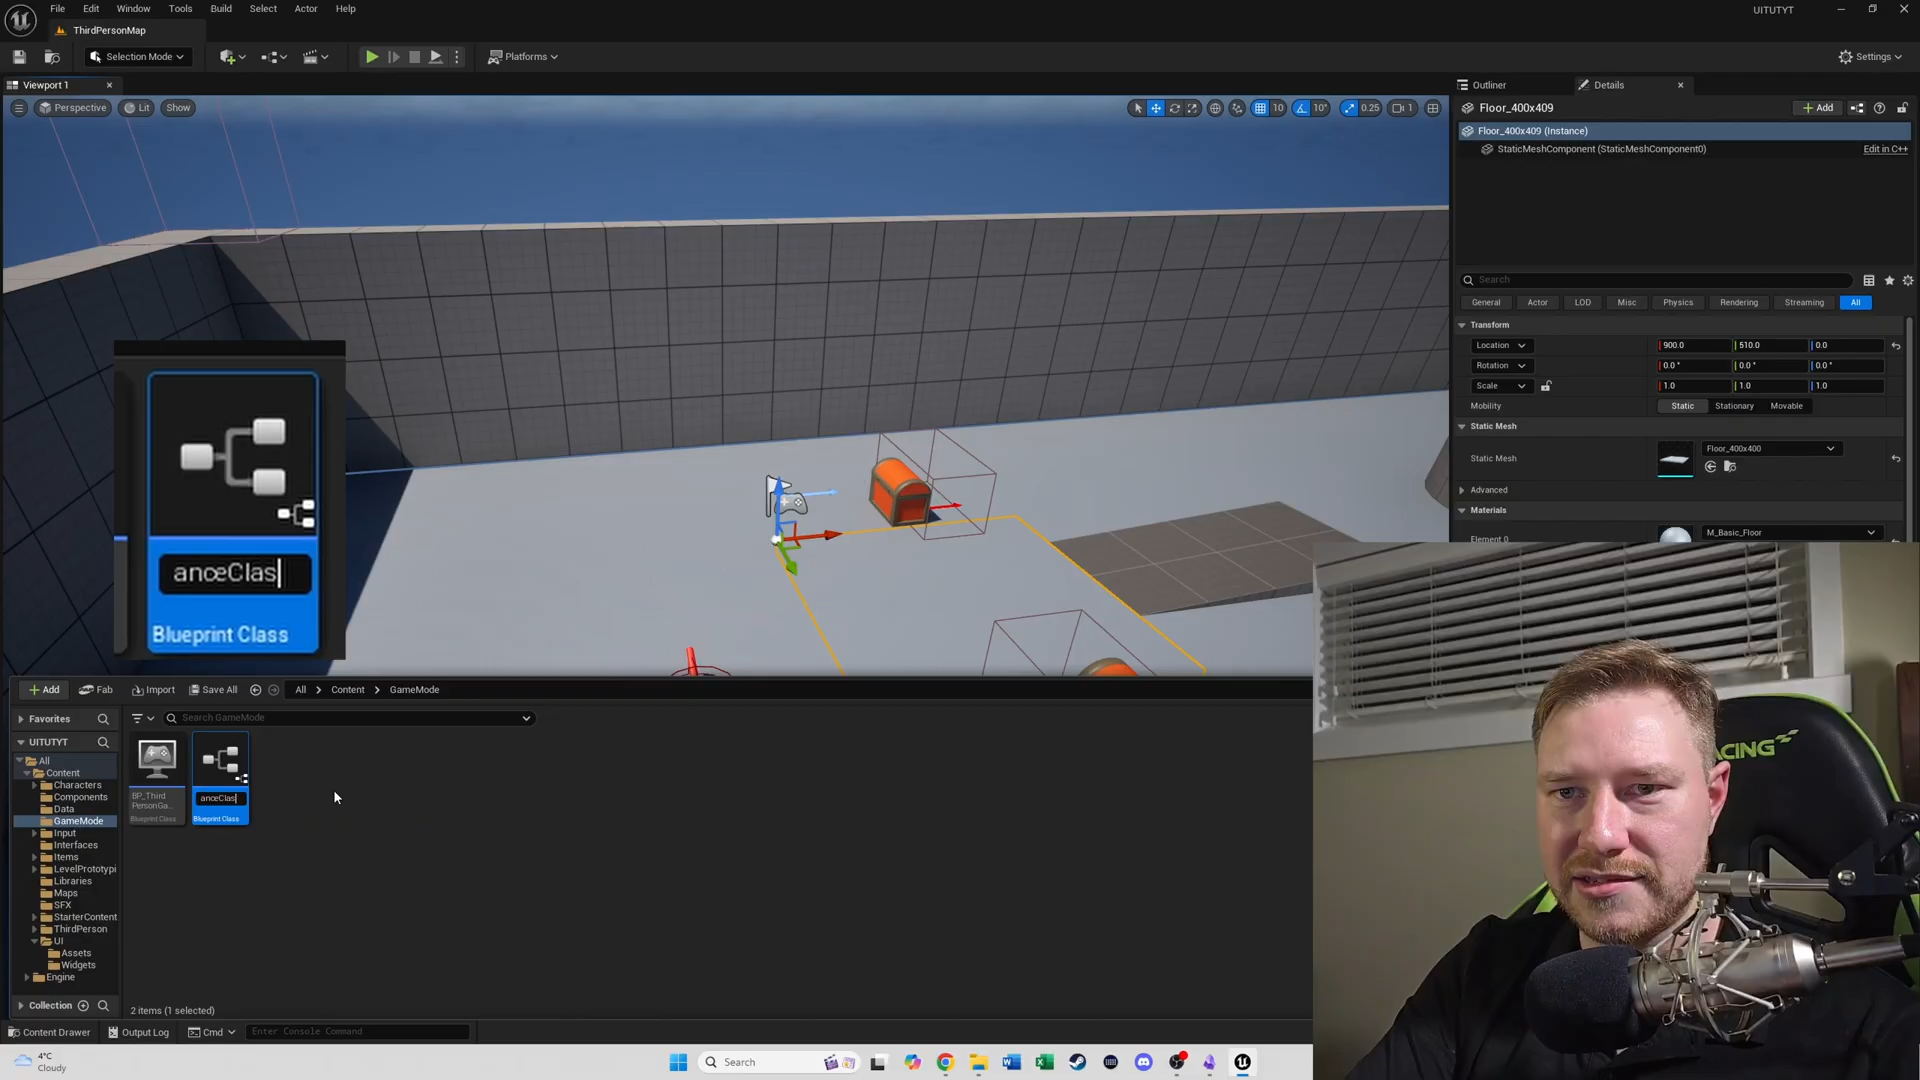 File Edit Window Tools Build Select Actor Help
UITUTYT
ThirdPersonMap
Selection Mode
Platforms
Settings
Viewport 1
Outliner
Details
Perspective
Lit
Show
10
10°
0.25
1
Floor_400x409
Add
Floor_400x409 (Instance)
StaticMeshComponent (StaticMeshComponent0)
Edit in C++
Search
General
Actor
LOD
Misc
Physics
Rendering
Streaming
All
Transform
Location
900.0
510.0
0.0
Rotation
0.0 °
0.0 °
0.0 °
Scale
1.0
1.0
1.0
Mobility
Static
Stationary
Movable
Static Mesh
Static Mesh
Floor_400x400
Advanced
Materials
Element 0
M_Basic_Floor
anceClas
Blueprint Class
Add
Fab
Import
Save All
All
Content
GameMode
Favorites
Search GameMode
UITUTYT
All
Content
Characters
Components
Data
GameMode
Input
Interfaces
Items
LevelPrototypi
Libraries
Maps
SFX
StarterContent
ThirdPerson
UI
Assets
Widgets
Engine
BP_Third
PersonGa...
Blueprint Class
anceClas
Blueprint Class
Collection
2 items (1 selected)
Content Drawer
Output Log
Cmd
Enter Console Command
ACING
4°C
Cloudy
Search